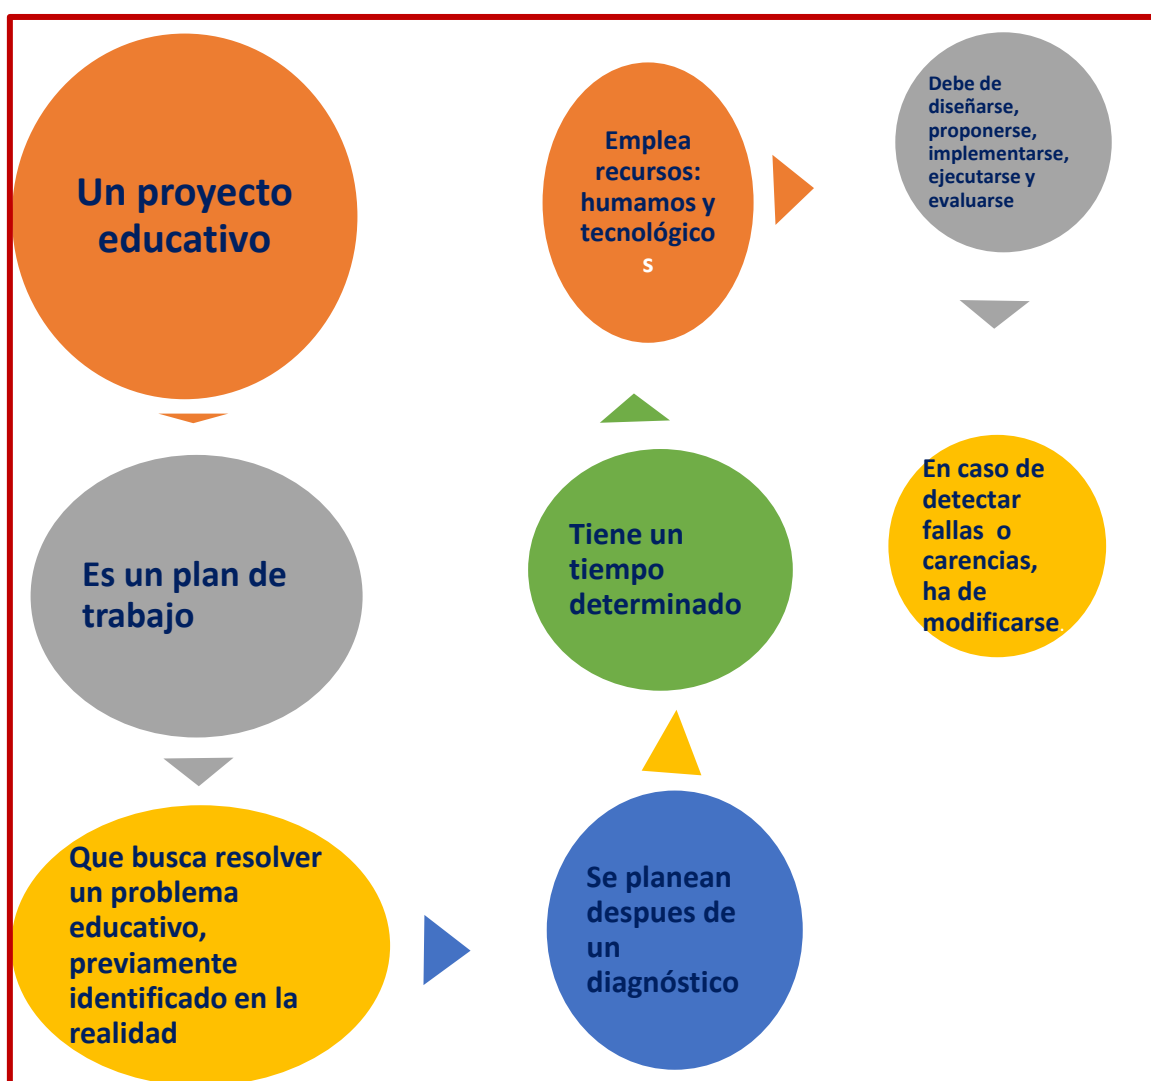 Un proyecto
educativo
Es un plan de
trabajo
Que busca resolver
un problema
educativo,
previamente
identificado en la
realidad
Se planean
despues de
un
diagnóstico
Tiene un
tiempo
determinado
Emplea
recursos:
humamos y
tecnológico
s
Debe de
diseñarse,
proponerse,
implementarse,
ejecutarse y
evaluarse
En caso de
detectar
fallas o
carencias,
ha de
modificarse.